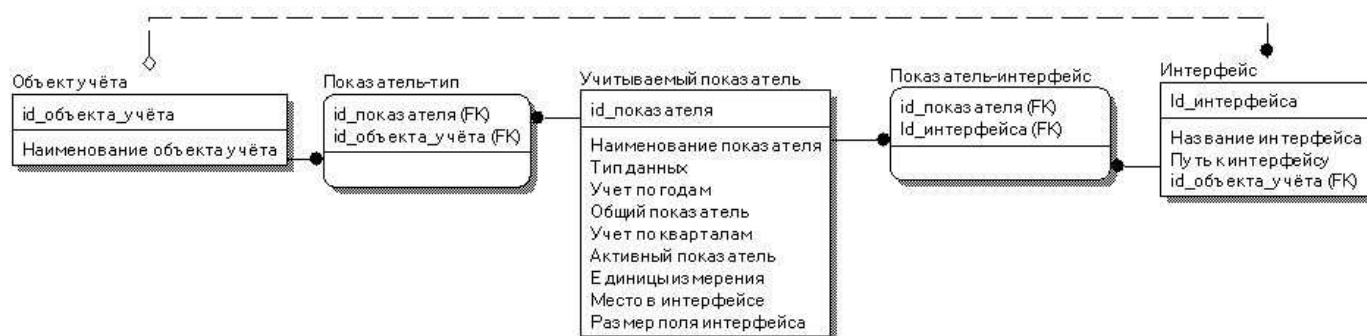 Объект учёта
id_объекта_учёта
Наименование объекта учёта
Показатель-тип
id_показателя (FK)
id_объекта_учёта (FK)
Учитываемый показатель
id_показателя
Наименование показателя
Тип данных
Учет по годам
Общий показатель
Учет по кварталам
Активный показатель
Единицы измерения
Место в интерфейсе
Размер поля интерфейса
Показатель-интерфейс
id_показателя (FK)
Id_интерфейса (FK)
Интерфейс
Id_интерфейса
Название интерфейса
Путь к интерфейсу
id_объекта_учёта (FK)